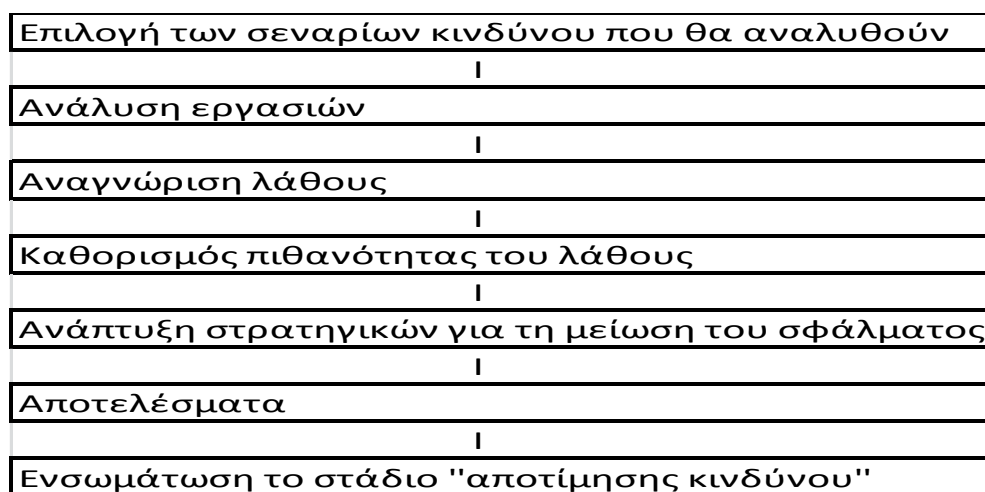 Επιλογή των σεναρίων κινδύνου που θα αναλυθούν
Ανάλυση εργασιών
Αναγνώριση λάθους
Καθορισμός πιθανότητας του λάθους
Ανάπτυξη στρατηγικών για τη μείωση του σφάλματος
Αποτελέσματα
Ενσωμάτωση το στάδιο ''αποτίμησης κινδύνου''